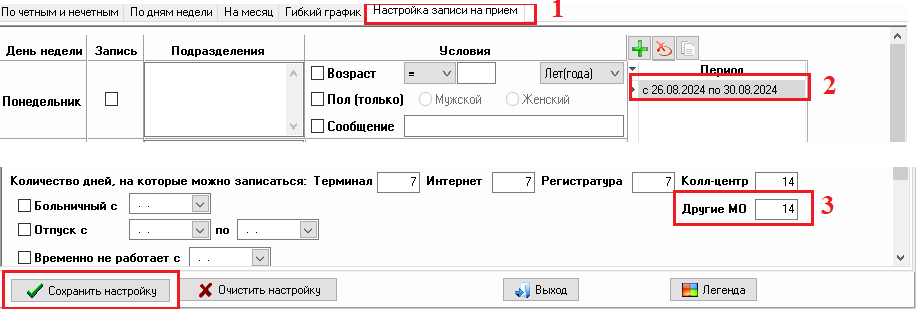 По четным и нечетным По дням недели На месяц Гибкий график Настройка записи на прием 1
День недели Запись Подразделения Условия
Период
Возраст = Лет(года)
с 26.08.2024 по 30.08.2024 2
Понедельник Пол (только) Мужской Женский
Сообщение
Количество дней, на которые можно записаться: Терминал 7 Интернет 7 Регистратура 7 Колл-центр 14
Больничный с . . Другие МО 14 3
Отпуск с . . по . .
Временно не работает с . .
Сохранить настройку Очистить настройку Выход Легенда